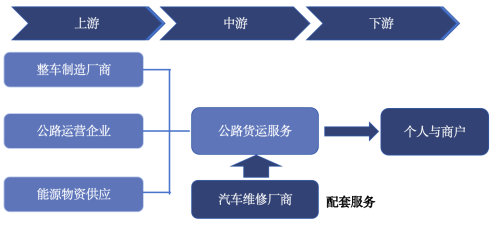 上游
中游
下游
整车制造厂商
公路运营企业
公路货运服务
个人与商户
能源物资供应
汽车维修厂商
配套服务